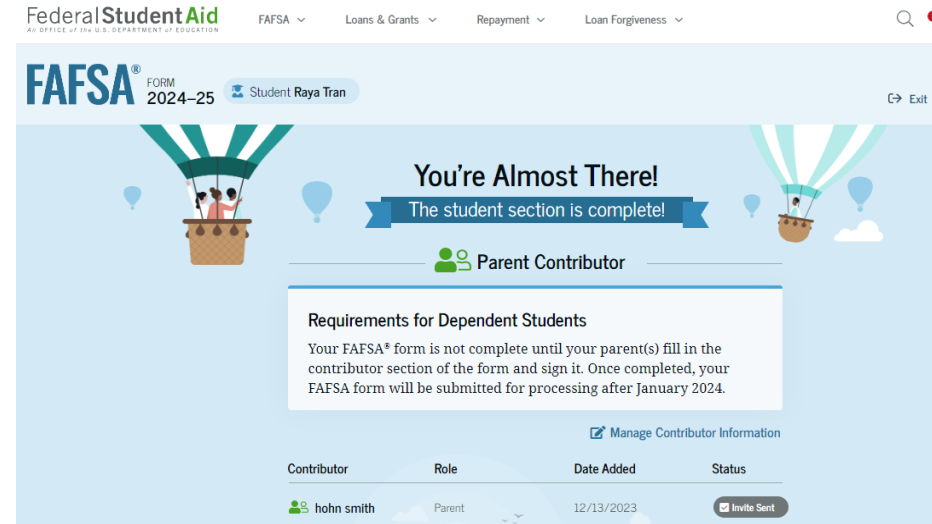 Federal Student Aid
An OFFICE of the U.S. DEPARTMENT of EDUCATION
FAFSA Loans & Grants Repayment Loan Forgiveness
FAFSA® FORM 2024–25
Student Raya Tran
Exit
You're Almost There!
The student section is complete!
Parent Contributor
Requirements for Dependent Students
Your FAFSA® form is not complete until your parent(s) fill in the
contributor section of the form and sign it. Once completed, your
FAFSA form will be submitted for processing after January 2024.
Manage Contributor Information
Contributor Role Date Added Status
hohn smith Parent 12/13/2023 Invite Sent